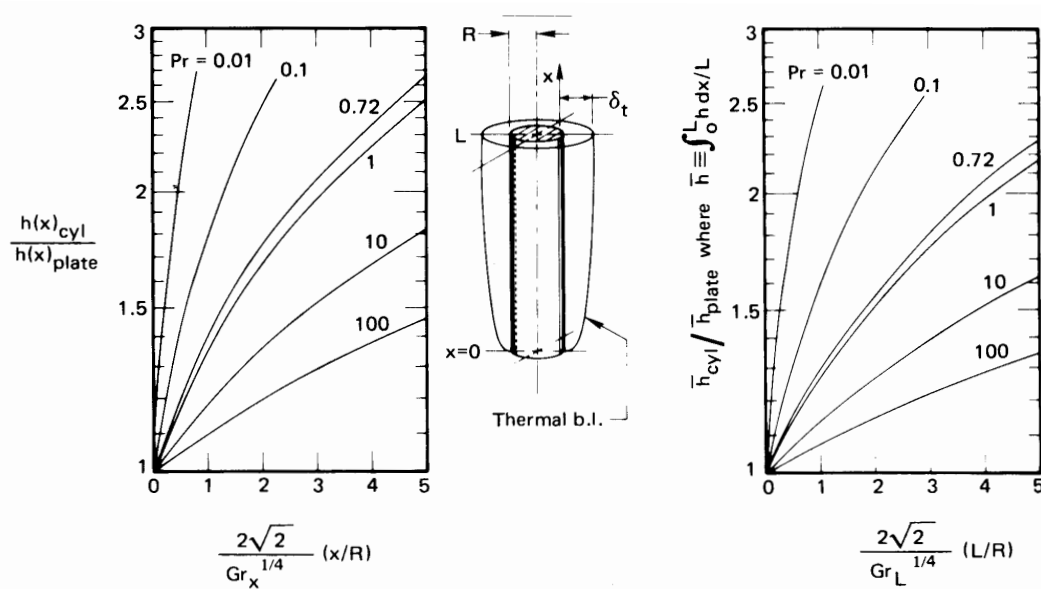 h(x)cyl
h(x)plate
3
2.5
2
1.5
1
Pr = 0.01
0.1
0.72
1
10
100
0 1 2 3 4 5
2√2 / Gr_x^1/4 (x/R)
R
x
δt
L
x=0
Thermal b.l.
h̄cyl/h̄plate where h̄ ≡ ∫₀ᴸ h dx/L
3
2.5
2
1.5
1
Pr = 0.01
0.1
0.72
1
10
100
0 1 2 3 4 5
2√2 / Gr_L^1/4 (L/R)